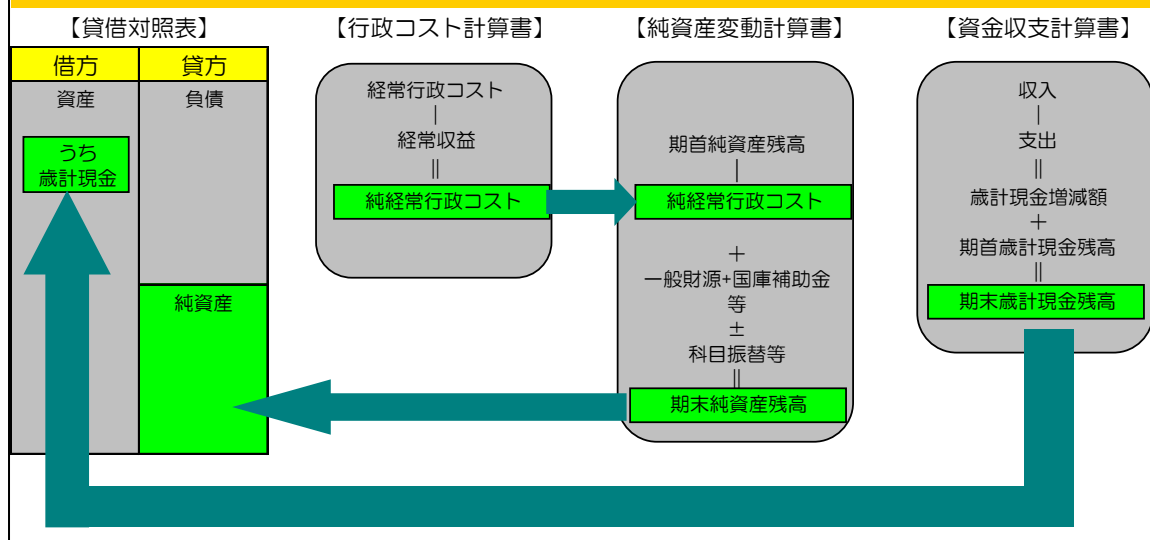 【貸借対照表】
借方
貸方
資産
負債
うち
歳計現金
純資産
【行政コスト計算書】
経常行政コスト
|
経常収益
||
純経常行政コスト
【純資産変動計算書】
期首純資産残高
|
純経常行政コスト
＋
一般財源+国庫補助金
等
±
科目振替等
||
期末純資産残高
【資金収支計算書】
収入
|
支出
||
歳計現金増減額
＋
期首歳計現金残高
||
期末歳計現金残高